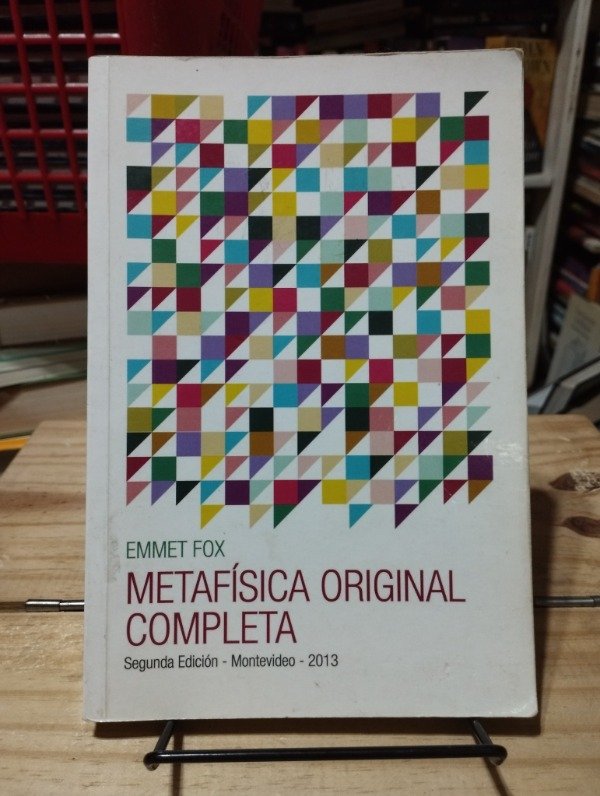 EMMET FOX
METAFÍSICA ORIGINAL
COMPLETA
Segunda Edición - Montevideo - 2013